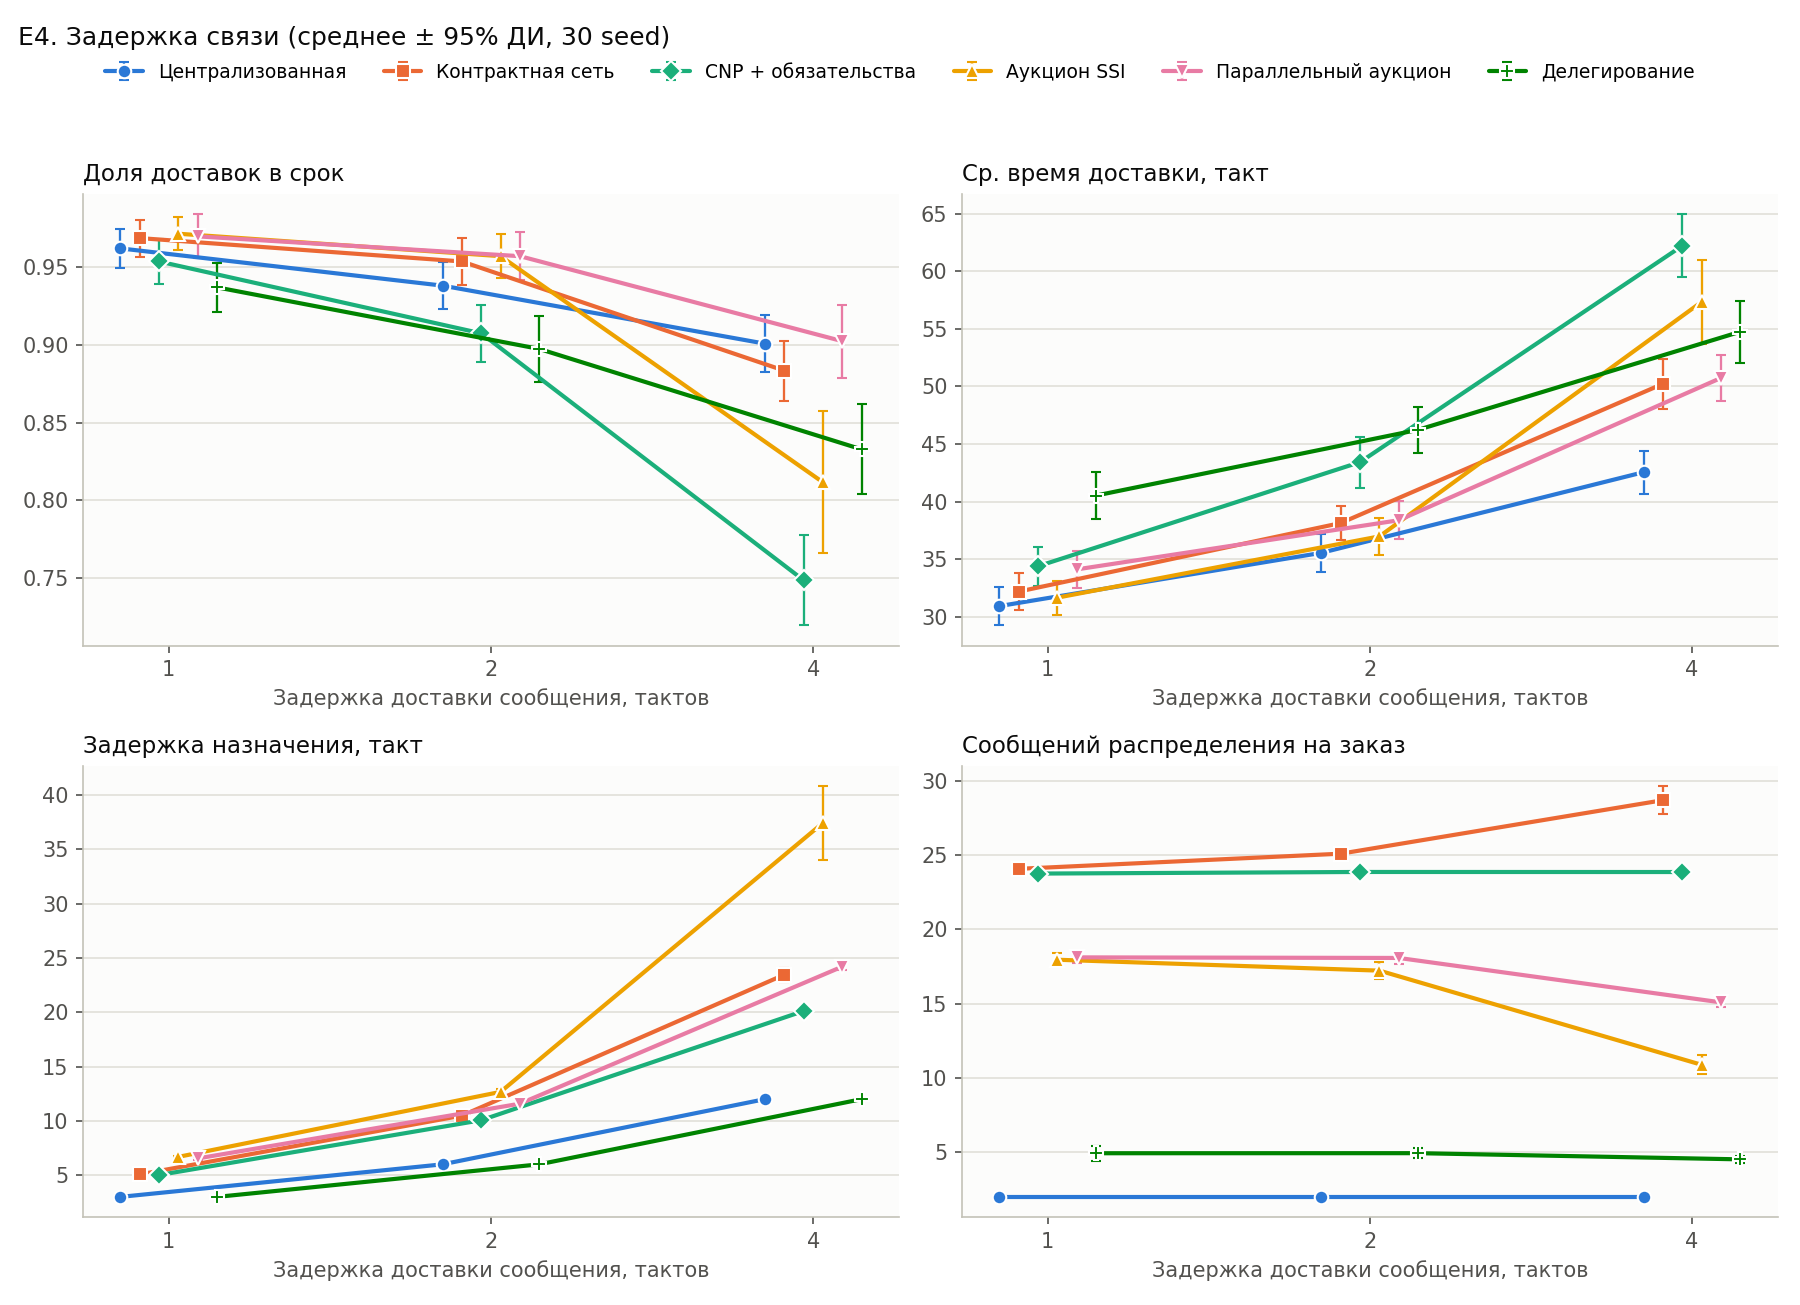 E4. Задержка связи (среднее ± 95% ДИ, 30 seed)
Централизованная Контрактная сеть CNP + обязательства Аукцион SSI Параллельный аукцион Делегирование
Доля доставок в срок
0.95
0.90
0.85
0.80
0.75
1 2 4
Задержка доставки сообщения, тактов
Ср. время доставки, такт
65
60
55
50
45
40
35
30
1 2 4
Задержка доставки сообщения, тактов
Задержка назначения, такт
40
35
30
25
20
15
10
5
1 2 4
Задержка доставки сообщения, тактов
Сообщений распределения на заказ
30
25
20
15
10
5
1 2 4
Задержка доставки сообщения, тактов